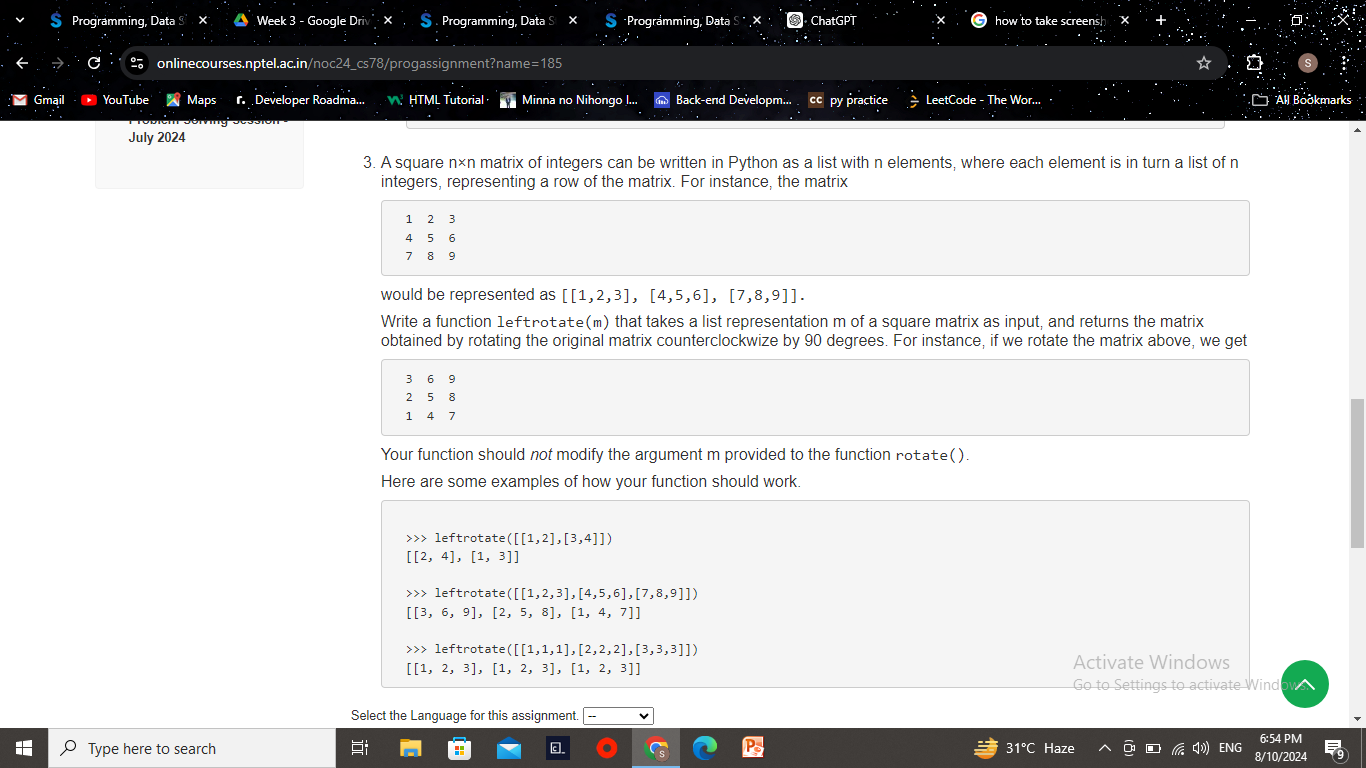 Programming, Data S
Week 3 - Google Driv
Programming, Data S
Programming, Data S
ChatGPT
how to take screensh
onlinecourses.nptel.ac.in/noc24_cs78/progassignment?name=185
S
Gmail
YouTube
Maps
r. Developer Roadma...
HTML Tutorial
Minna no Nihongo I...
Back-end Developm...
CC py practice
LeetCode - The Wor...
All Bookmarks
Problem Solving Session -
July 2024
3. A square n×n matrix of integers can be written in Python as a list with n elements, where each element is in turn a list of n
integers, representing a row of the matrix. For instance, the matrix
1 2 3
4 5 6
7 8 9
would be represented as [[1,2,3], [4,5,6], [7,8,9]].
Write a function leftrotate(m) that takes a list representation m of a square matrix as input, and returns the matrix
obtained by rotating the original matrix counterclockwize by 90 degrees. For instance, if we rotate the matrix above, we get
3 6 9
2 5 8
1 4 7
Your function should not modify the argument m provided to the function rotate().
Here are some examples of how your function should work.
>>> leftrotate([[1,2],[3,4]])
[[2, 4], [1, 3]]
>>> leftrotate([[1,2,3],[4,5,6],[7,8,9]])
[[3, 6, 9], [2, 5, 8], [1, 4, 7]]
>>> leftrotate([[1,1,1],[2,2,2],[3,3,3]])
[[1, 2, 3], [1, 2, 3], [1, 2, 3]]
Activate Windows
Go to Settings to activate Windows.
Select the Language for this assignment. --
Type here to search
31°C Haze
ENG
6:54 PM
8/10/2024
9